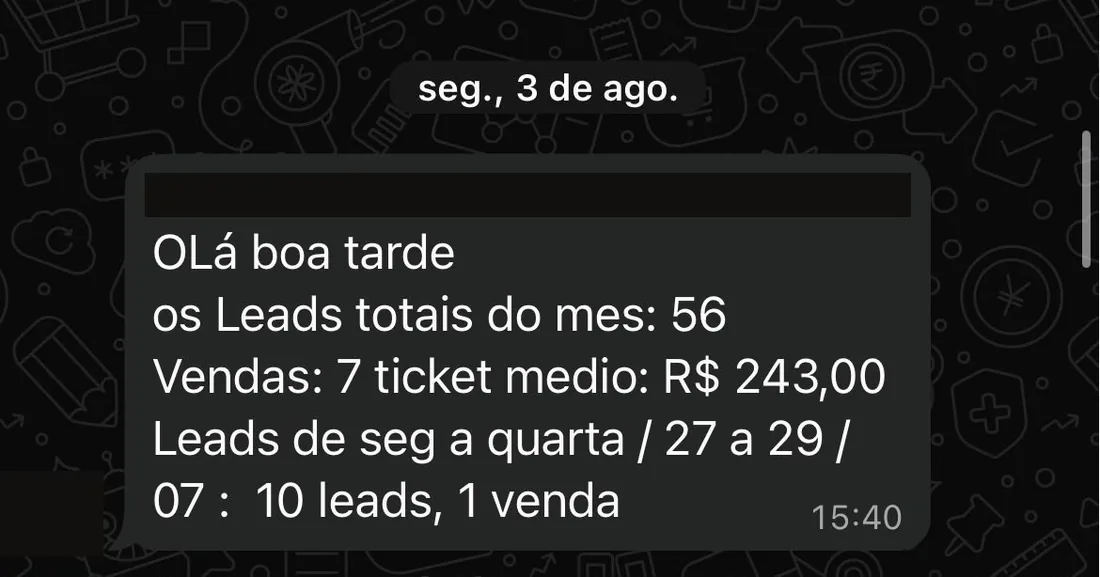 seg., 3 de ago.
OLá boa tarde
os Leads totais do mes: 56
Vendas: 7 ticket medio: R$ 243,00
Leads de seg a quarta / 27 a 29 /
07 :  10 leads, 1 venda
15:40